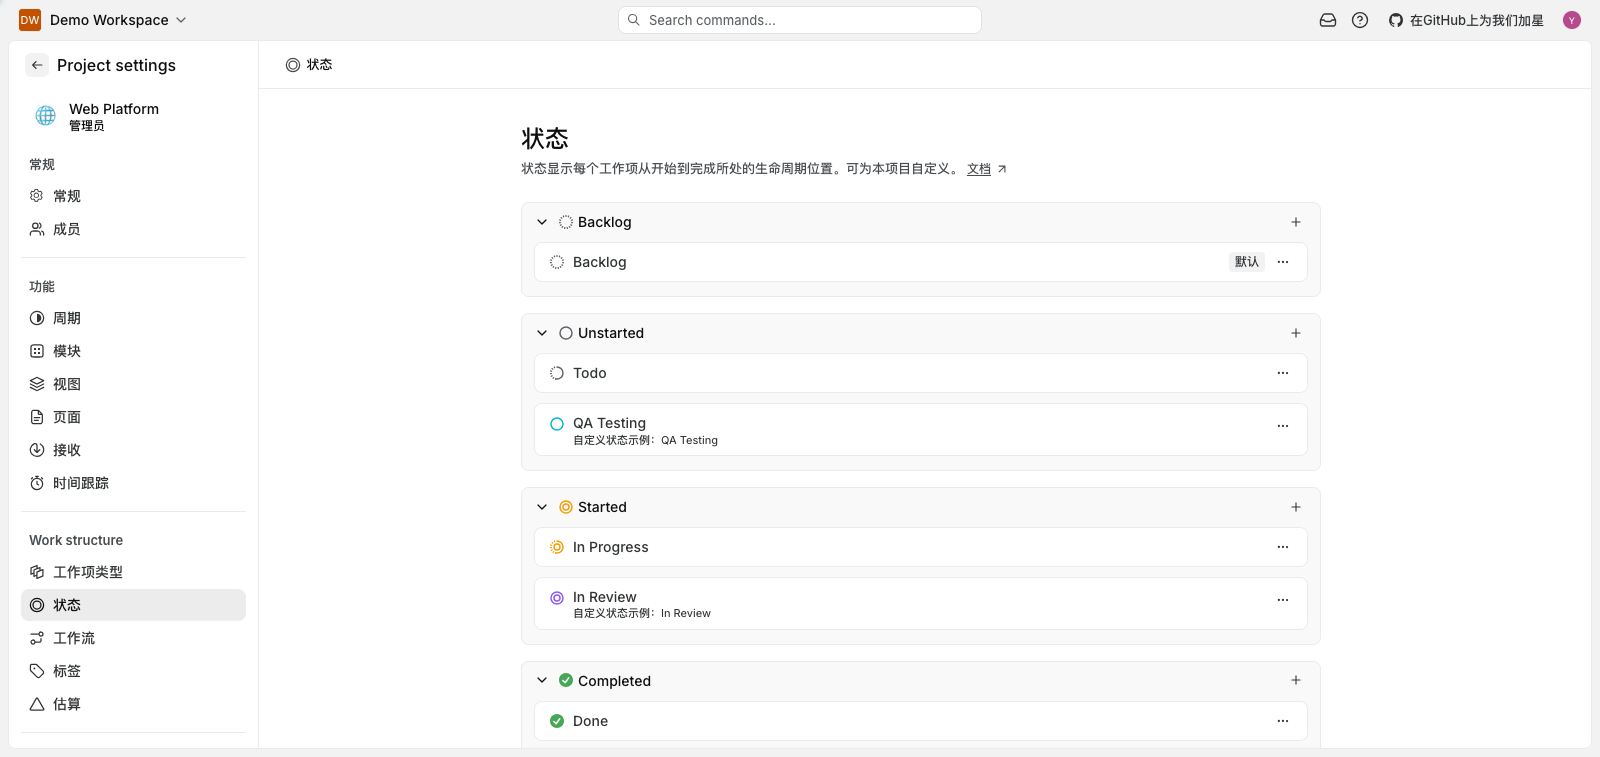 DW Demo Workspace
Search commands...
在GitHub上为我们加星
Y
Project settings
Web Platform
管理员
常规
常规
成员
功能
周期
模块
视图
页面
接收
时间跟踪
Work structure
工作项类型
状态
工作流
标签
估算
状态
状态
状态显示每个工作项从开始到完成所处的生命周期位置。可为本项目自定义。 文档
Backlog
Backlog
默认
Unstarted
Todo
QA Testing
自定义状态示例：QA Testing
Started
In Progress
In Review
自定义状态示例：In Review
Completed
Done